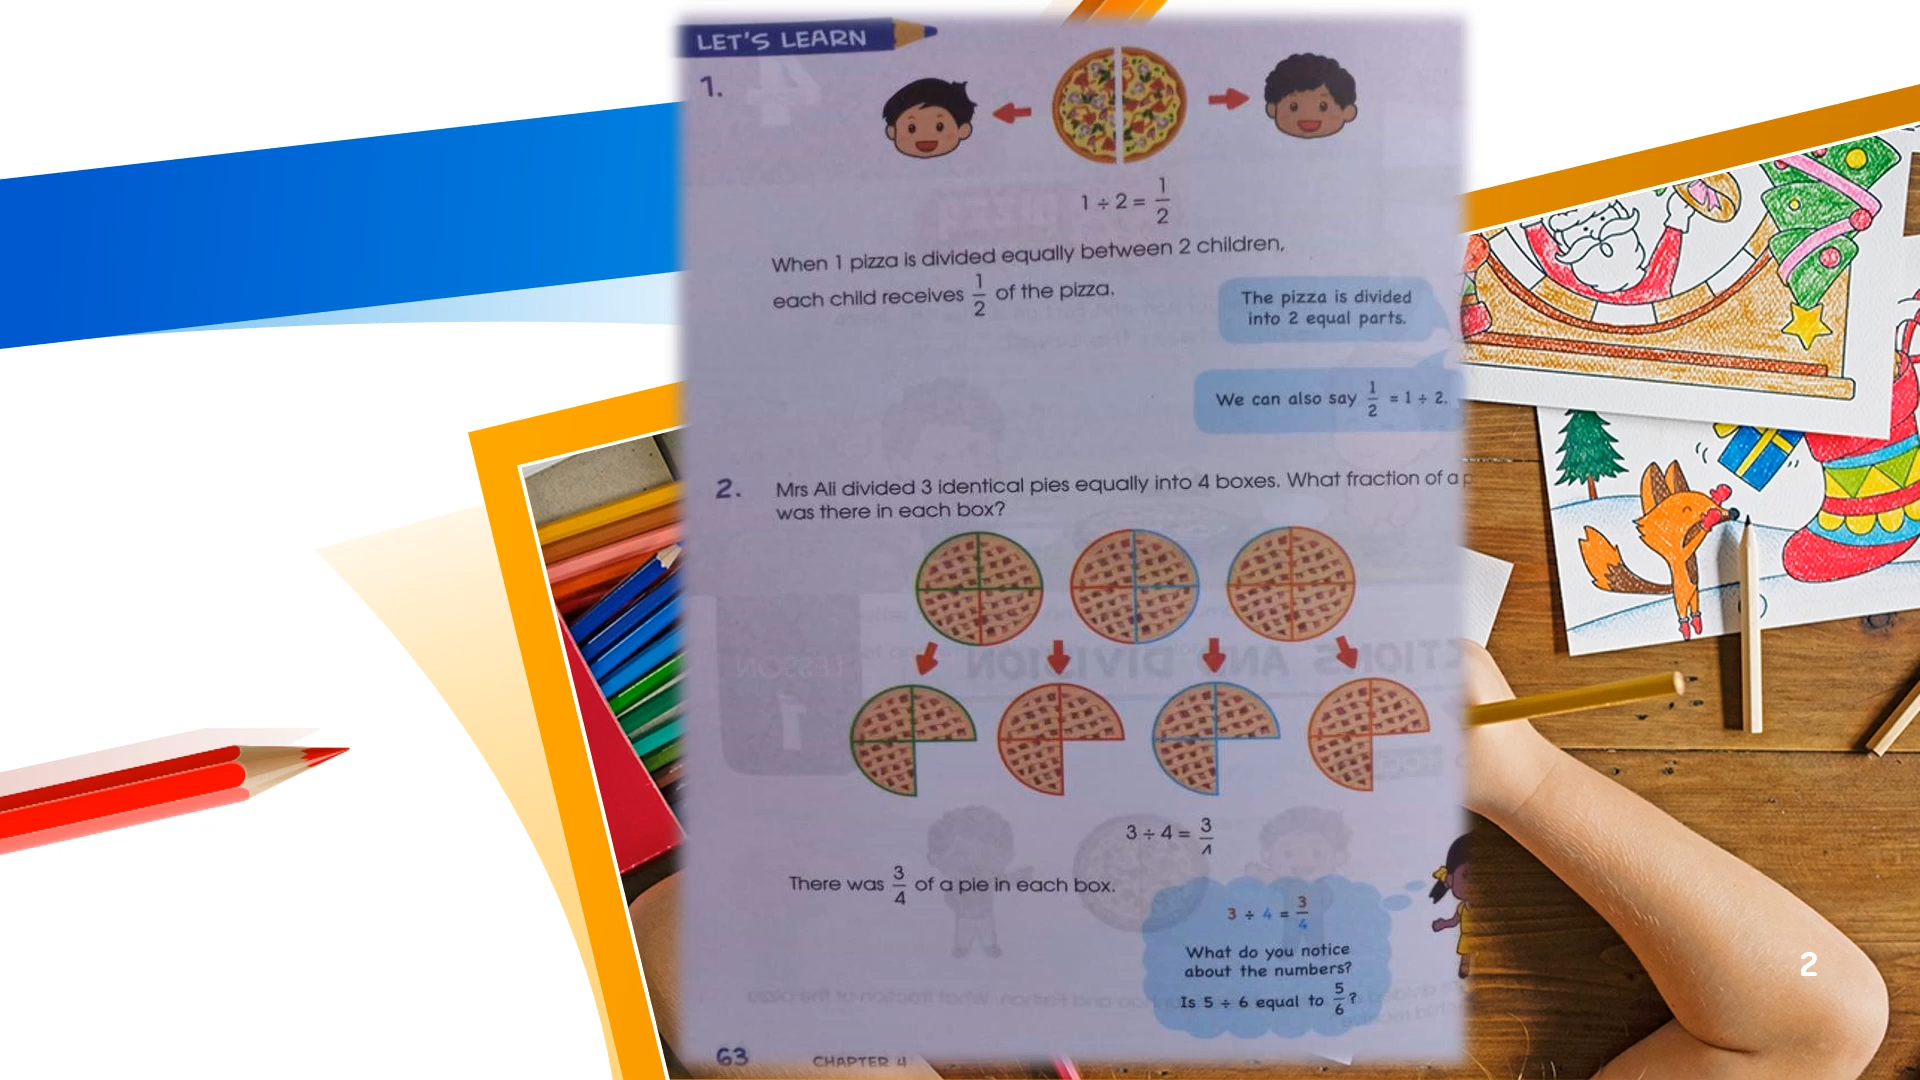 LET'S LEARN
1.
1 ÷ 2 = 1/2
When 1 pizza is divided equally between 2 children,
each child receives 1/2 of the pizza.
The pizza is divided
into 2 equal parts.
We can also say 1/2 = 1 ÷ 2.
2. Mrs Ali divided 3 identical pies equally into 4 boxes. What fraction of a
was there in each box?
3 ÷ 4 = 3/4
There was 3/4 of a pie in each box.
3 ÷ 4 = 3/4
What do you notice
about the numbers?
Is 5 ÷ 6 equal to 5/6?
63 CHAPTER 4
2